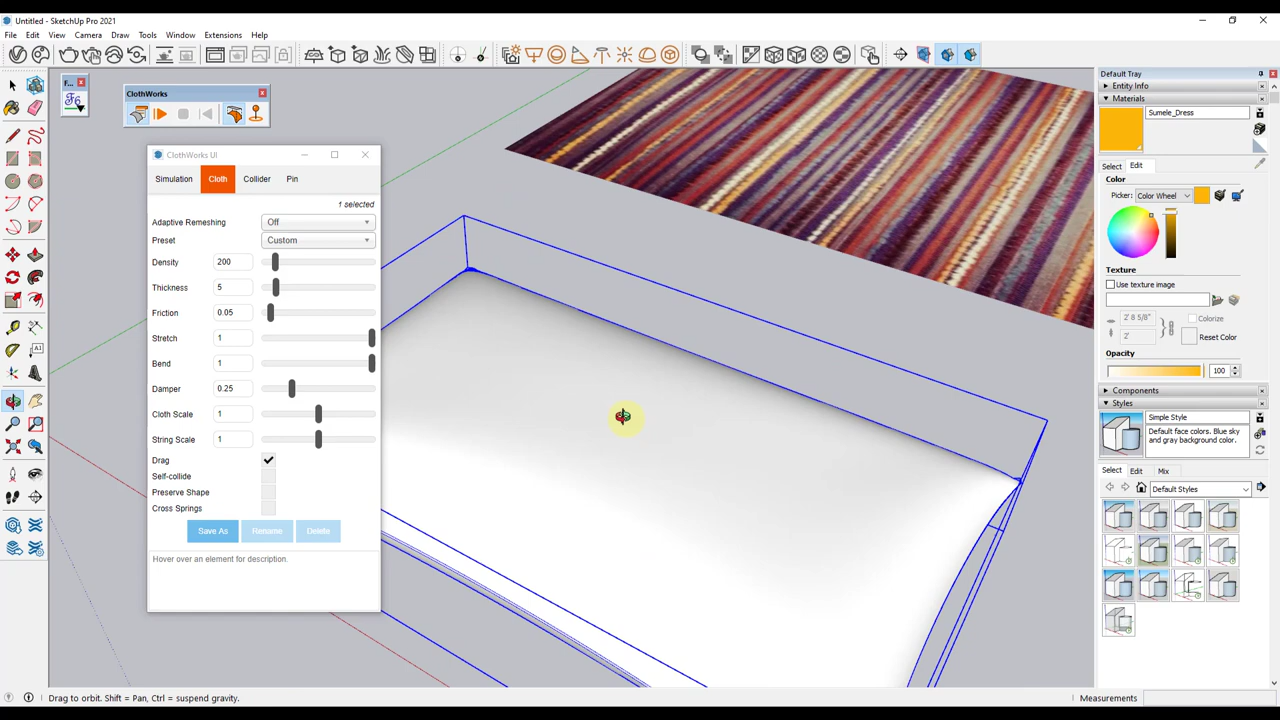 Untitled - SketchUp Pro 2021
File Edit View Camera Draw Tools Window Extensions Help
F...
ClothWorks
ClothWorks UI
Simulation Cloth Collider Pin
1 selected
Adaptive Remeshing Off
Preset Custom
Density 200
Thickness 5
Friction 0.05
Stretch 1
Bend 1
Damper 0.25
Cloth Scale 1
String Scale 1
Drag
Self-collide
Preserve Shape
Cross Springs
Save As Rename Delete
Hover over an element for description.
Default Tray
Entity Info
Materials
Sumele_Dress
Select Edit
Color
Picker: Color Wheel
Texture
Use texture image
2' 8 5/8" Colorize
2' Reset Color
Opacity
100
Components
Styles
Simple Style
Default face colors. Blue sky and gray background color.
Select Edit Mix
Default Styles
Drag to orbit. Shift = Pan, Ctrl = suspend gravity.
Measurements